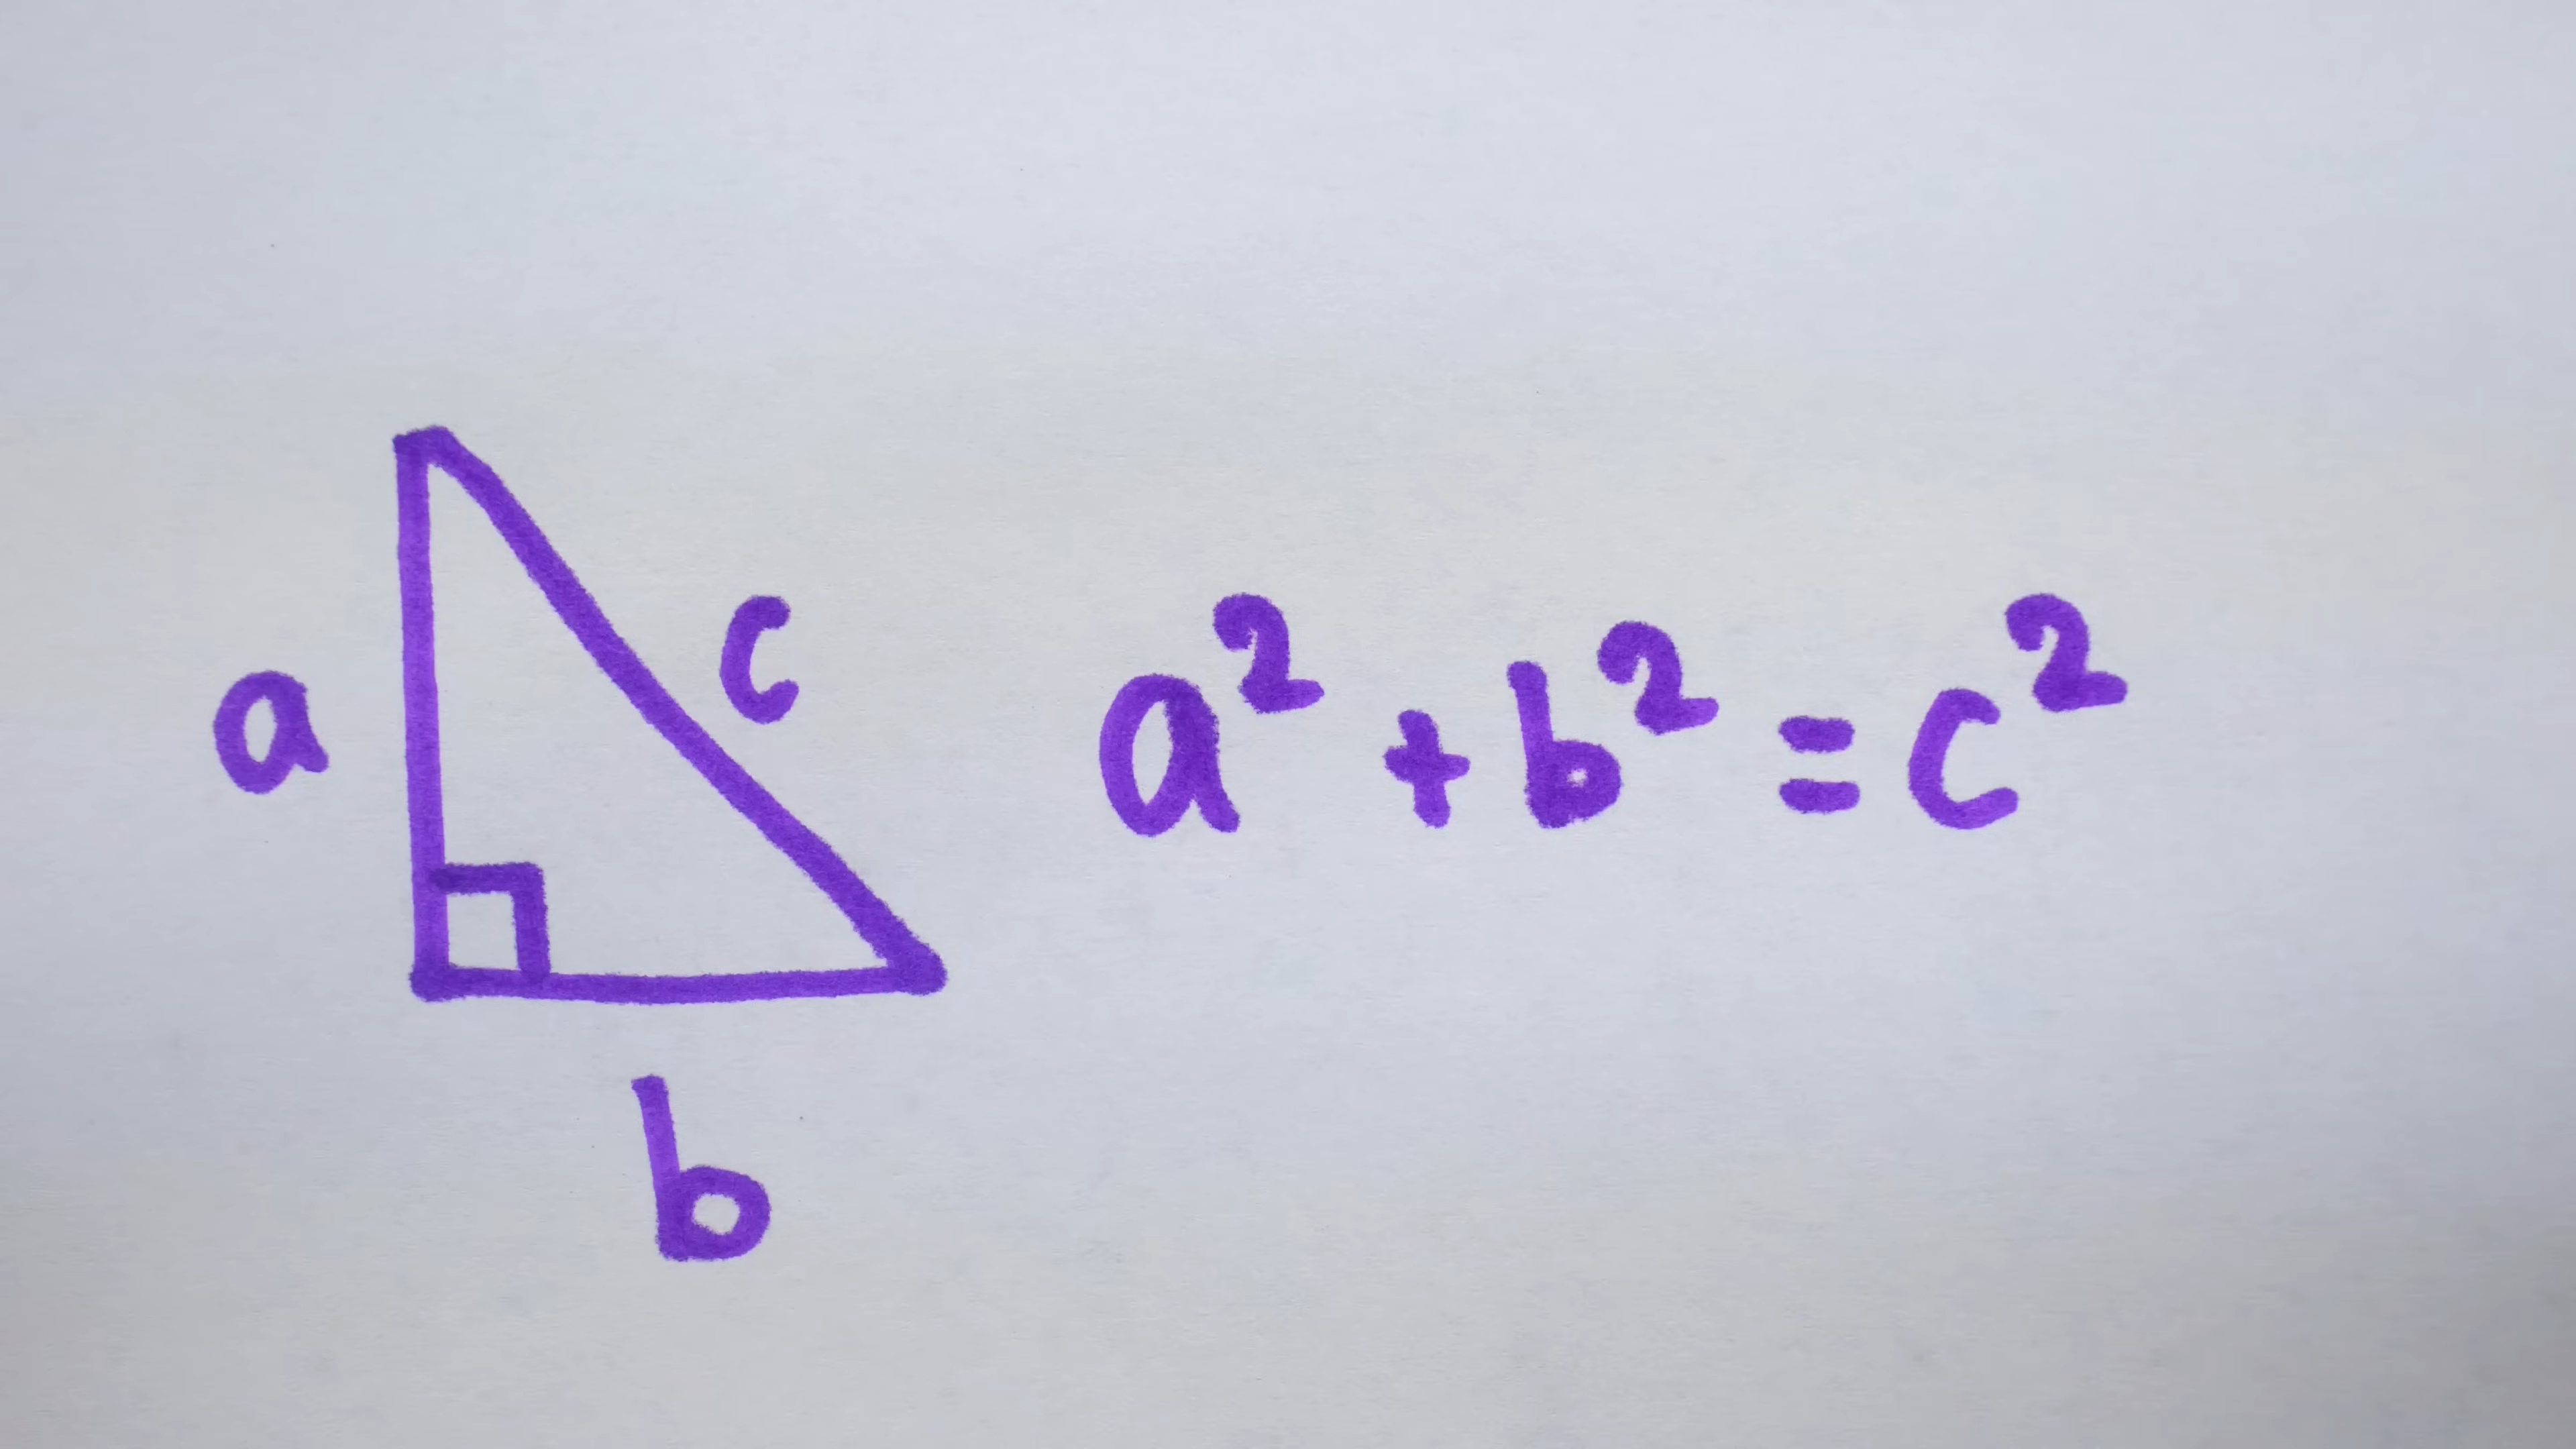 a
c
a² + b² = c²
b